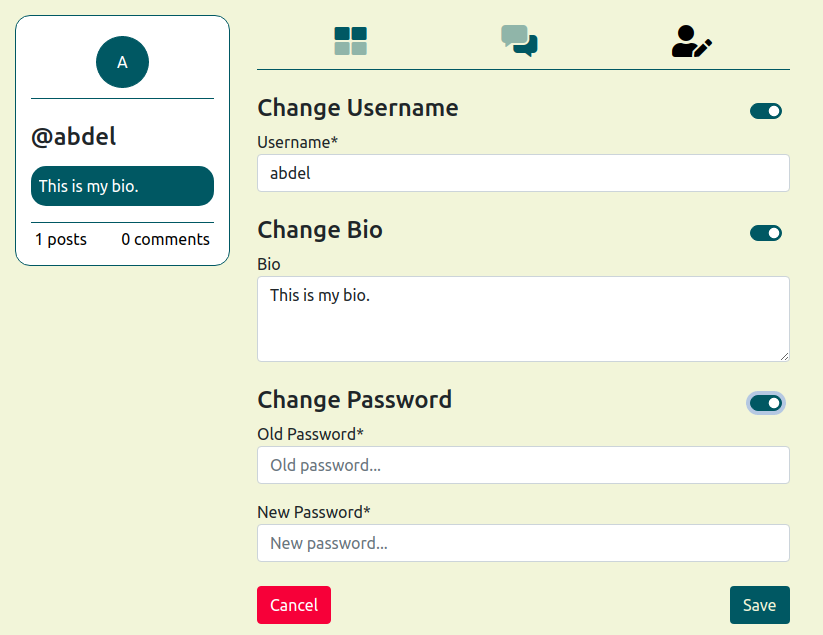 A
@abdel
This is my bio.
1 posts 0 comments
Change Username
Username*
abdel
Change Bio
Bio
This is my bio.
Change Password
Old Password*
Old password...
New Password*
New password...
Cancel Save